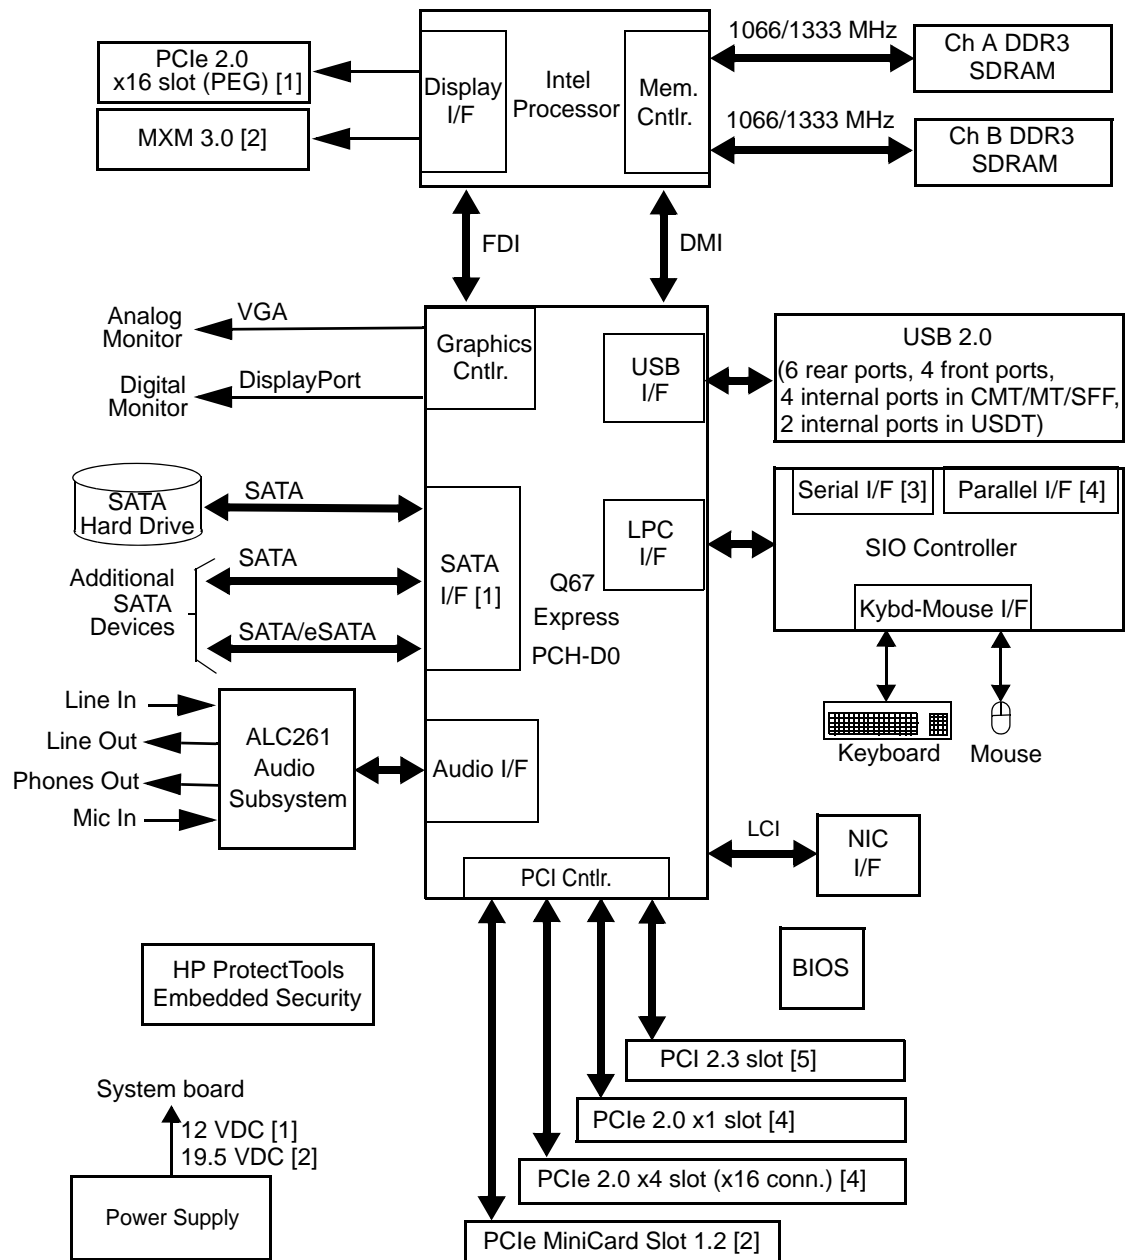 PCIe 2.0
x16 slot (PEG) [1]
MXM 3.0 [2]
Display
I/F
Intel
Processor
Mem.
Cntlr.
1066/1333 MHz
Ch A DDR3
SDRAM
1066/1333 MHz
Ch B DDR3
SDRAM
FDI
DMI
Analog
Monitor
VGA
Digital
Monitor
DisplayPort
Graphics
Cntlr.
USB
I/F
USB 2.0
(6 rear ports, 4 front ports,
4 internal ports in CMT/MT/SFF,
2 internal ports in USDT)
SATA
Hard Drive
SATA
Additional
SATA
Devices
SATA
SATA/eSATA
SATA
I/F [1]
LPC
I/F
Q67
Express
PCH-D0
Serial I/F [3]
Parallel I/F [4]
SIO Controller
Kybd-Mouse I/F
Keyboard
Mouse
Line In
Line Out
Phones Out
Mic In
ALC261
Audio
Subsystem
Audio I/F
LCI
NIC
I/F
PCI Cntlr.
HP ProtectTools
Embedded Security
BIOS
PCI 2.3 slot [5]
PCIe 2.0 x1 slot [4]
PCIe 2.0 x4 slot (x16 conn.) [4]
PCIe MiniCard Slot 1.2 [2]
System board
12 VDC [1]
19.5 VDC [2]
Power Supply